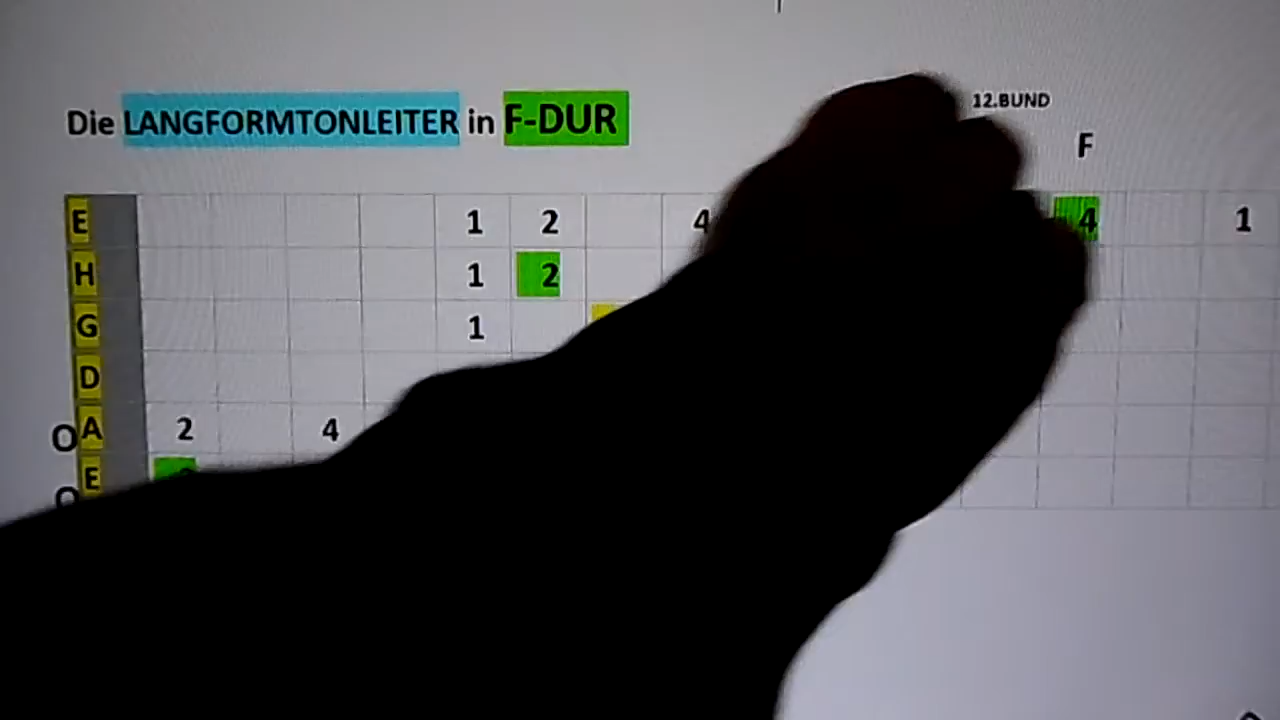 Die LANGFORMTONLEITER in F-DUR
12.BUND
F
E 1 2 4 4 1
H 1 2
G 1
D
O A 2 4
O E